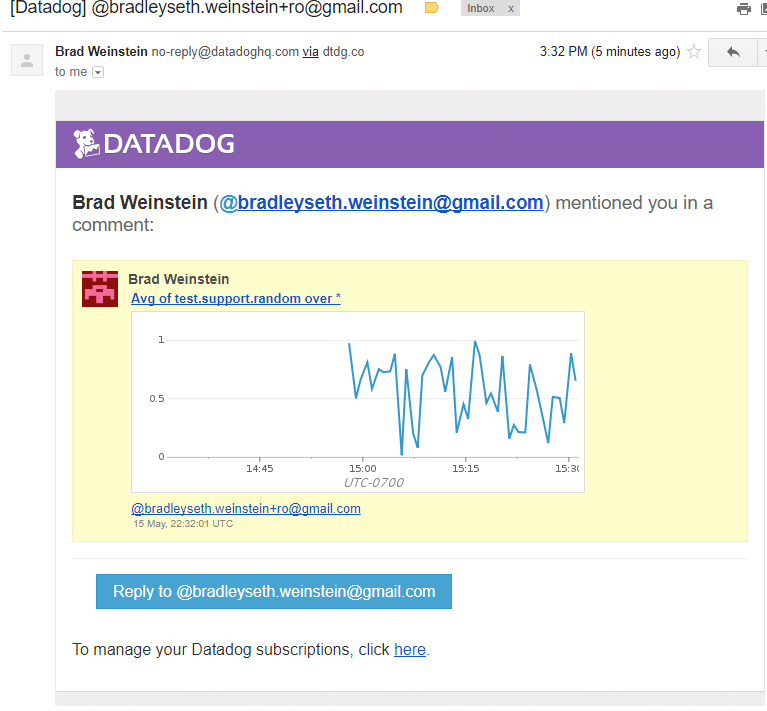 [Datadog] @bradleyseth.weinstein+ro@gmail.com Inbox x
Brad Weinstein no-reply@datadoghq.com via dtdg.co 3:32 PM (5 minutes ago)
to me
DATADOG
Brad Weinstein (@bradleyseth.weinstein@gmail.com) mentioned you in a
comment:
Brad Weinstein
Avg of test.support.random over *
1
0.5
0
14:45 15:00 15:15 15:30
UTC-0700
@bradleyseth.weinstein+ro@gmail.com
15 May, 22:32:01 UTC
Reply to @bradleyseth.weinstein@gmail.com
To manage your Datadog subscriptions, click here.